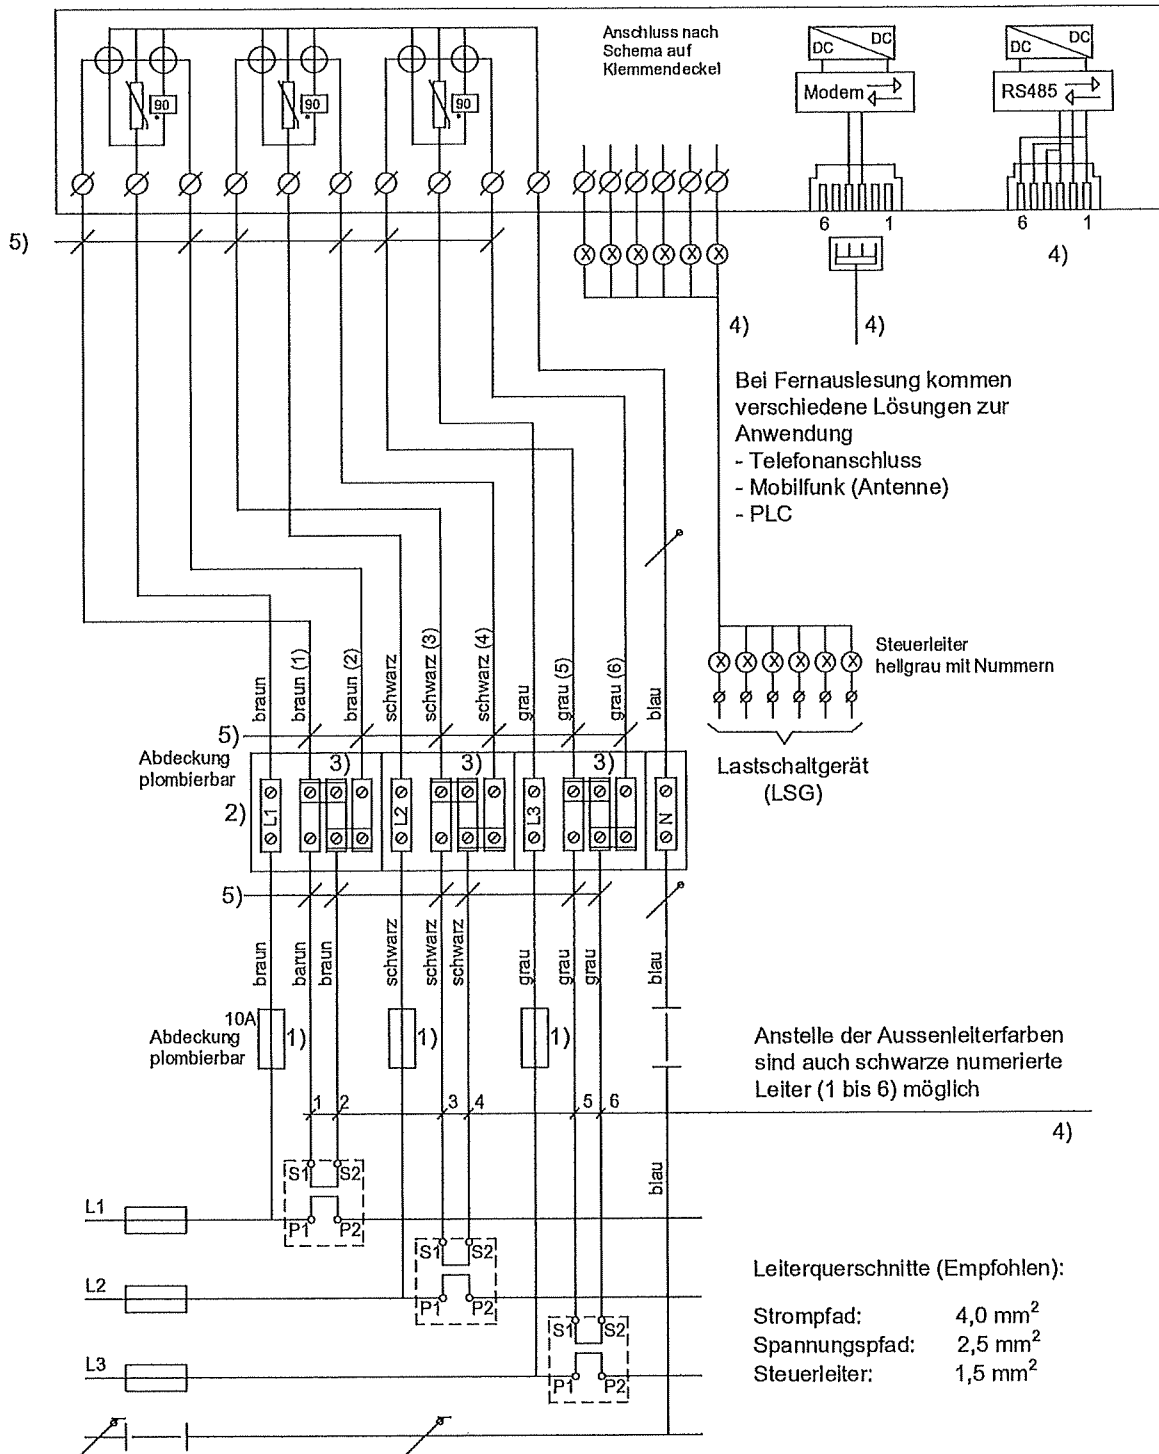 Anschluss nach
Schema auf
Klemmendeckel
DC DC
DC DC
Modem
RS485
90
90
90
6 1
6 1
5)
4)
4)
4)
Bei Fernauslesung kommen
verschiedene Lösungen zur
Anwendung
- Telefonanschluss
- Mobilfunk (Antenne)
- PLC
braun
braun (1)
braun (2)
schwarz
schwarz (3)
schwarz (4)
grau
grau (5)
grau (6)
blau
Steuerleiter
hellgrau mit Nummern
Lastschaltgerät
(LSG)
5)
Abdeckung
plombierbar
3)
3)
3)
2)
L1
L2
L3
N
5)
braun
barun
braun
schwarz
schwarz
schwarz
grau
grau
grau
blau
10A
Abdeckung
plombierbar
1)
1)
1)
Anstelle der Aussenleiterfarben
sind auch schwarze numerierte
Leiter (1 bis 6) möglich
1 2 3 4 5 6
4)
blau
S1 S2
L1
P1 P2
S1 S2
L2
P1 P2
S1 S2
L3
P1 P2
Leiterquerschnitte (Empfohlen):
Strompfad: 4,0 mm²
Spannungspfad: 2,5 mm²
Steuerleiter: 1,5 mm²